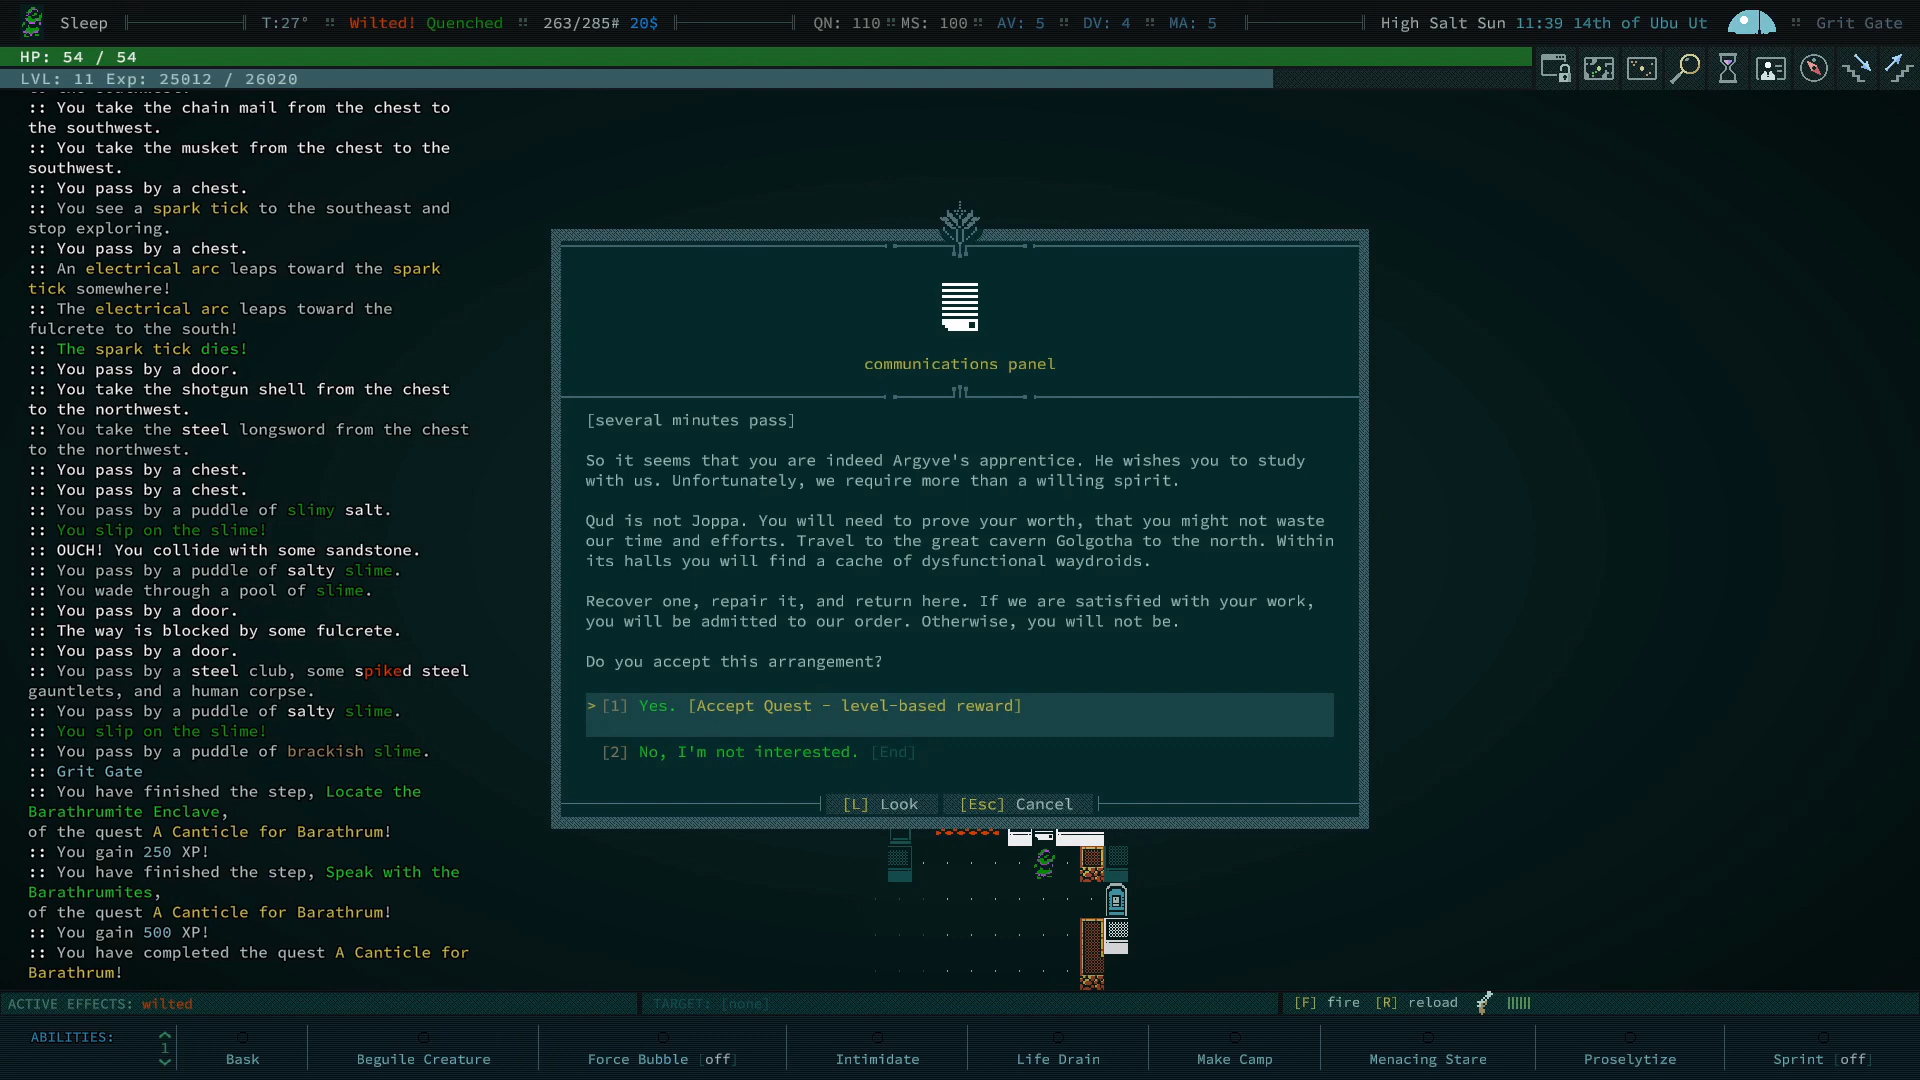 Sleep T:27° :: Wilted! Quenched :: 263/285# 20$ QN: 110 :: MS: 100 :: AV: 5 :: DV: 4 :: MA: 5 High Salt Sun 11:39 14th of Ubu Ut :: Grit Gate
HP: 54 / 54
LVL: 11 Exp: 25012 / 26020
:: You take the chain mail from the chest to
the southwest.
:: You take the musket from the chest to the
southwest.
:: You pass by a chest.
:: You see a spark tick to the southeast and
stop exploring.
:: You pass by a chest.
:: An electrical arc leaps toward the spark
tick somewhere!
:: The electrical arc leaps toward the
fulcrete to the south!
:: The spark tick dies!
:: You pass by a door.
:: You take the shotgun shell from the chest
to the northwest.
:: You take the steel longsword from the chest
to the northwest.
:: You pass by a chest.
:: You pass by a chest.
:: You pass by a puddle of slimy salt.
:: You slip on the slime!
:: OUCH! You collide with some sandstone.
:: You pass by a puddle of salty slime.
:: You wade through a pool of slime.
:: You pass by a door.
:: The way is blocked by some fulcrete.
:: You pass by a door.
:: You pass by a steel club, some spiked steel
gauntlets, and a human corpse.
:: You pass by a puddle of salty slime.
:: You slip on the slime!
:: You pass by a puddle of brackish slime.
:: Grit Gate
:: You have finished the step, Locate the
Barathrumite Enclave,
of the quest A Canticle for Barathrum!
:: You gain 250 XP!
:: You have finished the step, Speak with the
Barathrumites,
of the quest A Canticle for Barathrum!
:: You gain 500 XP!
:: You have completed the quest A Canticle for
Barathrum!
communications panel
[several minutes pass]
So it seems that you are indeed Argyve's apprentice. He wishes you to study
with us. Unfortunately, we require more than a willing spirit.
Qud is not Joppa. You will need to prove your worth, that you might not waste
our time and efforts. Travel to the great cavern Golgotha to the north. Within
its halls you will find a cache of dysfunctional waydroids.
Recover one, repair it, and return here. If we are satisfied with your work,
you will be admitted to our order. Otherwise, you will not be.
Do you accept this arrangement?
> [1] Yes. [Accept Quest - level-based reward]
[2] No, I'm not interested. [End]
[L] Look [Esc] Cancel
ACTIVE EFFECTS: wilted TARGET: [none] [F] fire [R] reload
ABILITIES: 1 Bask Beguile Creature Force Bubble [off] Intimidate Life Drain Make Camp Menacing Stare Proselytize Sprint [off]